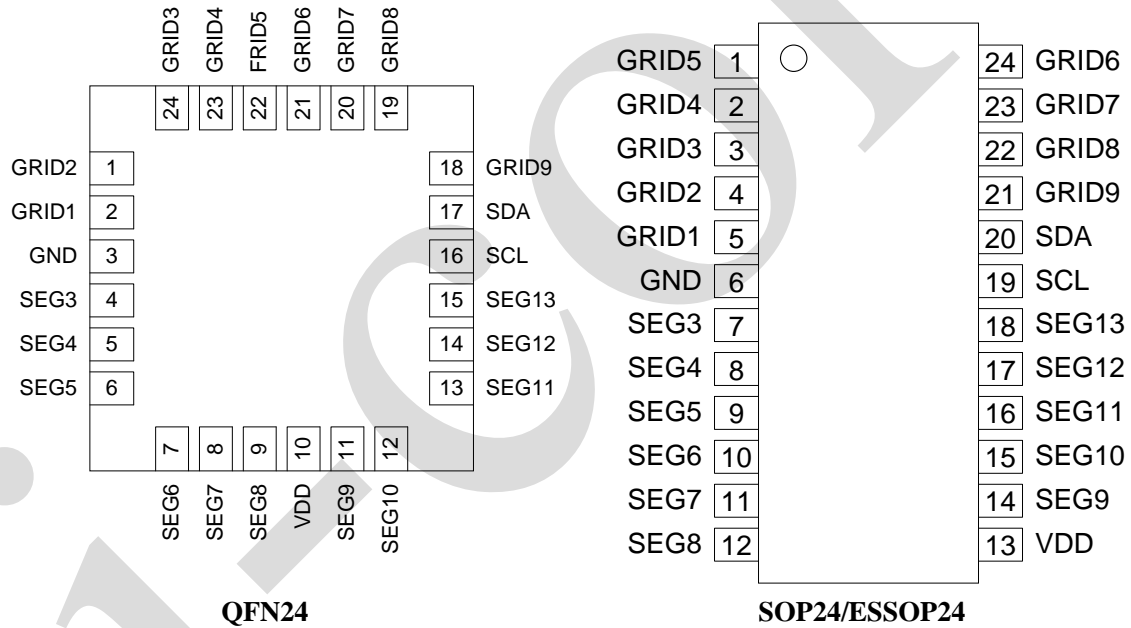 GRID3 GRID4 FRID5 GRID6 GRID7 GRID8
24 23 22 21 20 19
GRID2 1 18 GRID9
GRID1 2 17 SDA
GND 3 16 SCL
SEG3 4 15 SEG13
SEG4 5 14 SEG12
SEG5 6 13 SEG11
7 8 9 10 11 12
SEG6 SEG7 SEG8 VDD SEG9 SEG10
QFN24
GRID5 1 24 GRID6
GRID4 2 23 GRID7
GRID3 3 22 GRID8
GRID2 4 21 GRID9
GRID1 5 20 SDA
GND 6 19 SCL
SEG3 7 18 SEG13
SEG4 8 17 SEG12
SEG5 9 16 SEG11
SEG6 10 15 SEG10
SEG7 11 14 SEG9
SEG8 12 13 VDD
SOP24/ESSOP24